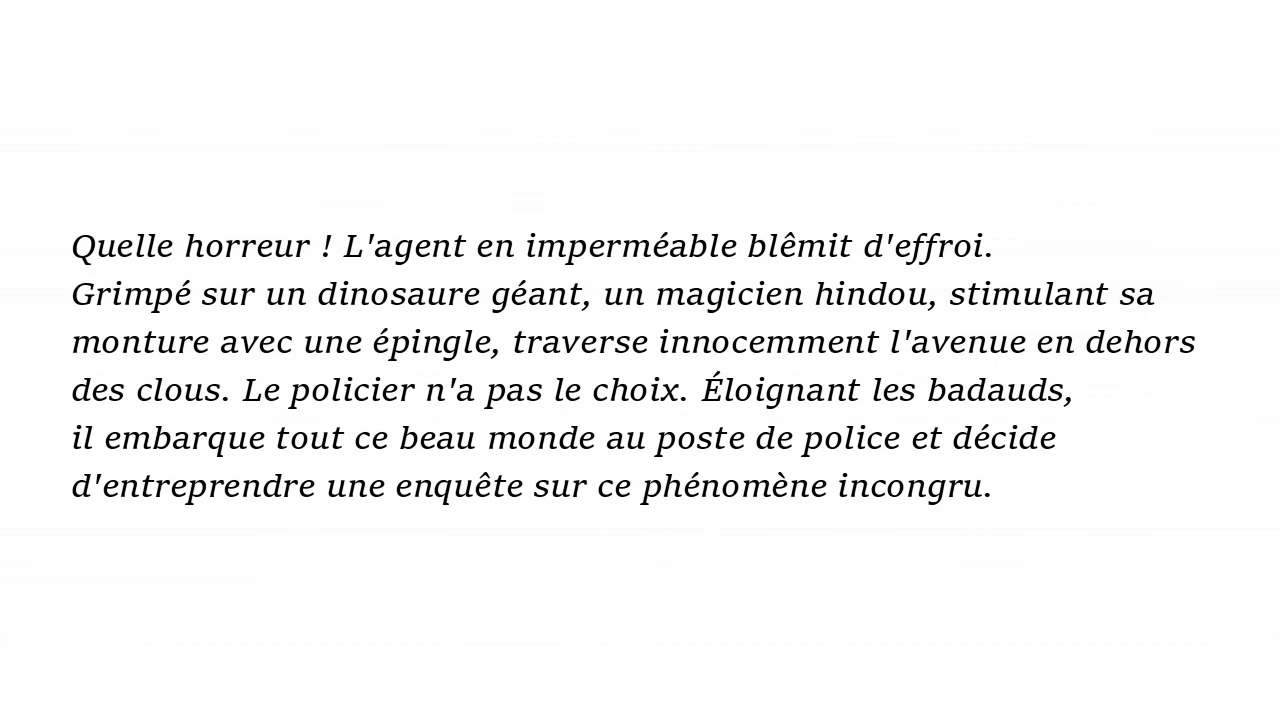 Quelle horreur ! L'agent en imperméable blêmit d'effroi.
Grimpé sur un dinosaure géant, un magicien hindou, stimulant sa
monture avec une épingle, traverse innocemment l'avenue en dehors
des clous. Le policier n'a pas le choix. Éloignant les badauds,
il embarque tout ce beau monde au poste de police et décide
d'entreprendre une enquête sur ce phénomène incongru.